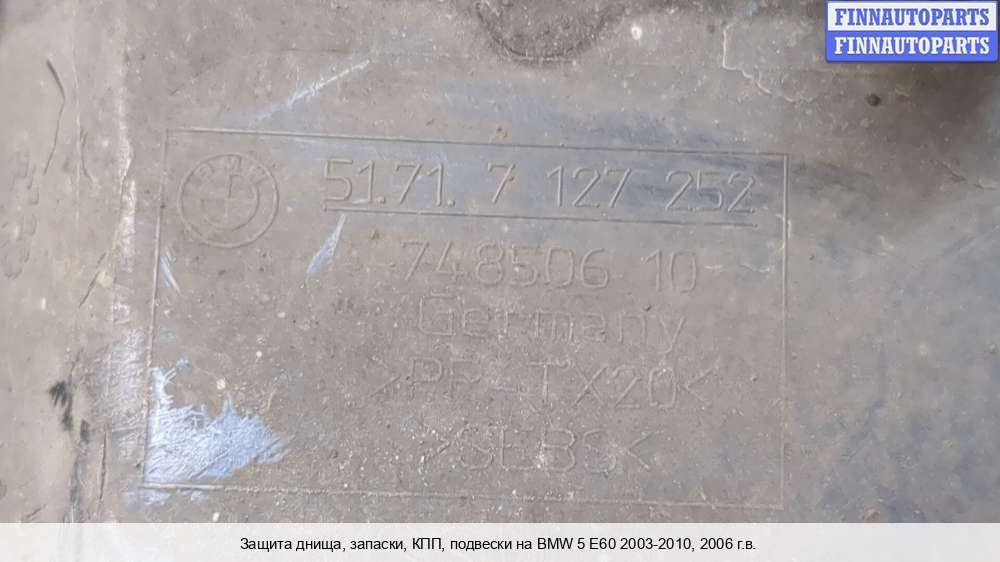 FINNAUTOPARTS
FINNAUTOPARTS
BMW
51.71. 7 127 252
748506 10
Germany
>PP-TX20<
>SEBS<
Защита днища, запаски, КПП, подвески на BMW 5 E60 2003-2010, 2006 г.в.